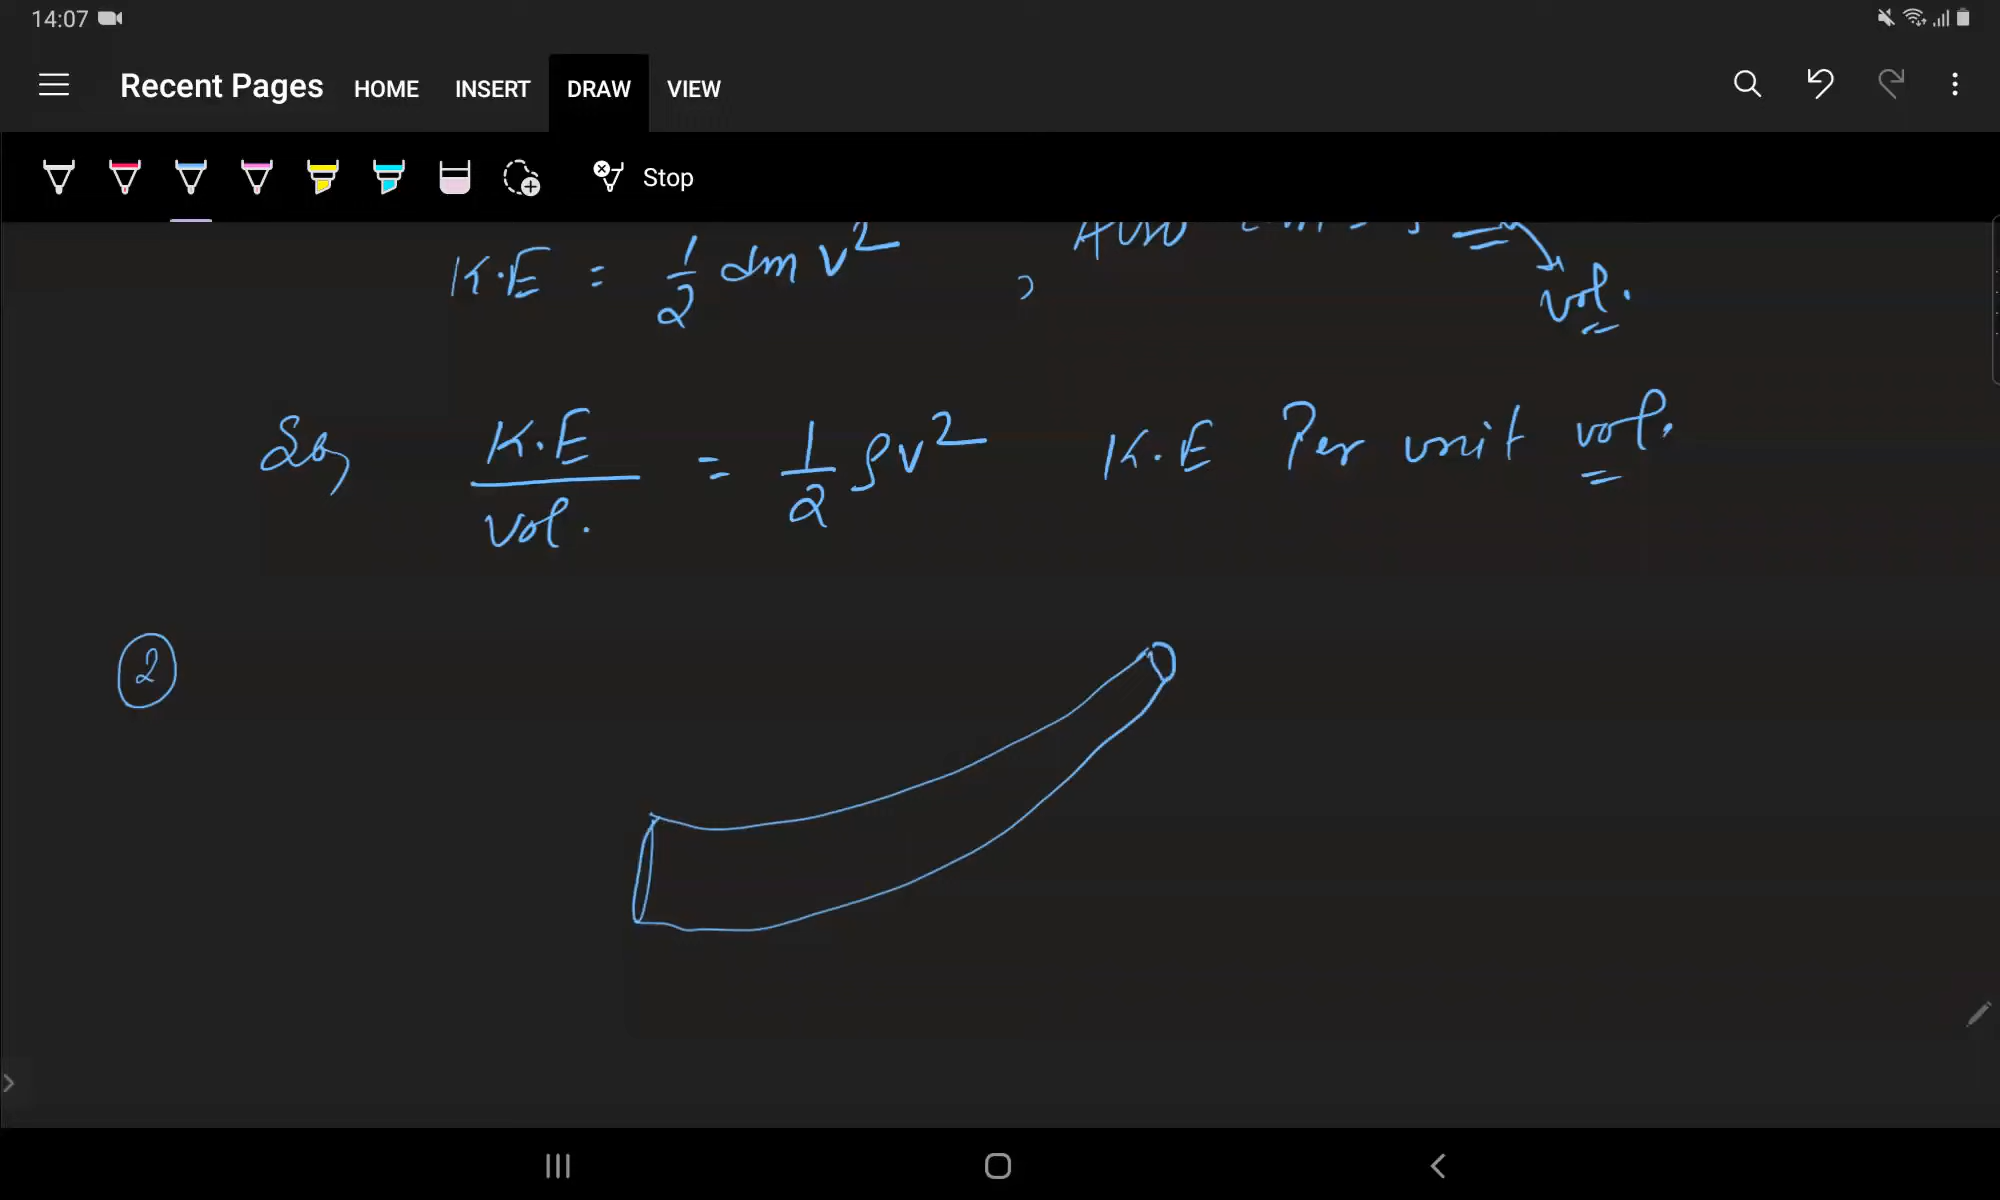 14:07
Recent Pages HOME INSERT DRAW VIEW
Stop
K.E = 1/2 dm v², Also
vol.
So, K.E/vol. = 1/2 ρv² K.E Per unit vol.
2